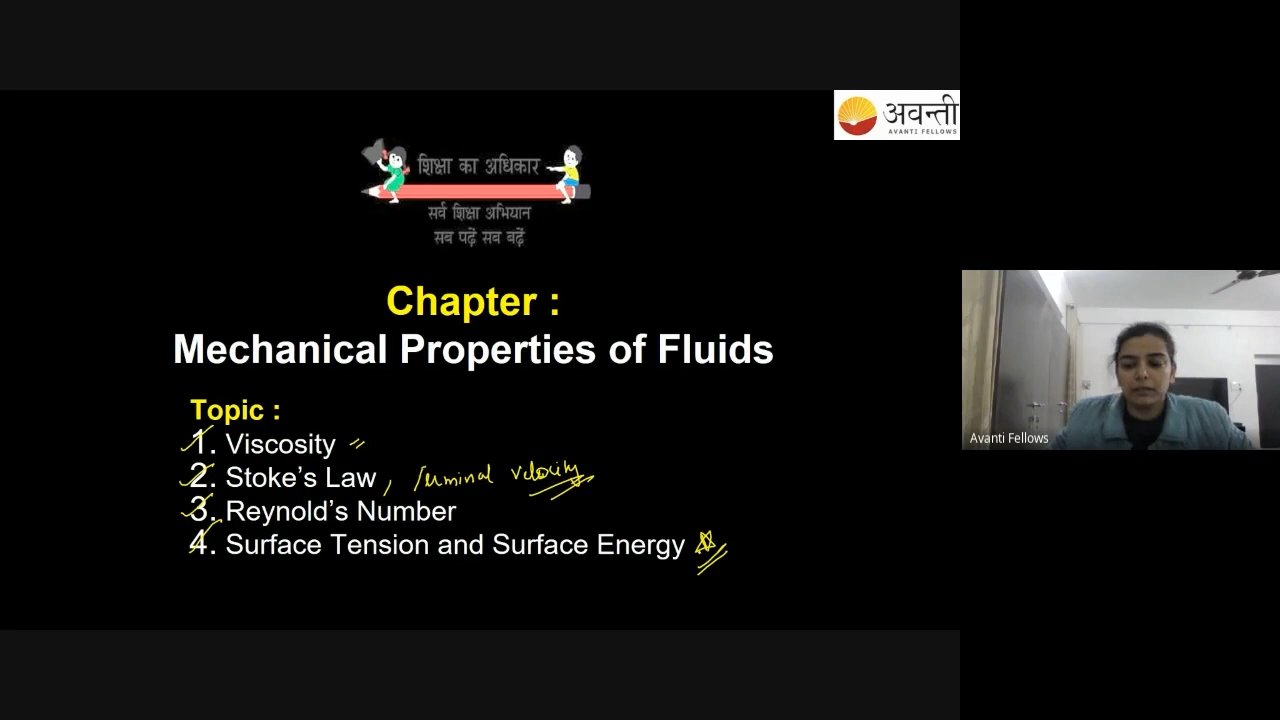 अवन्ती
AVANTI FELLOWS
शिक्षा का अधिकार
सर्व शिक्षा अभियान
सब पढ़ें सब बढ़ें
Chapter :
Mechanical Properties of Fluids
Topic :
1. Viscosity
2. Stoke's Law , Terminal velocity
3. Reynold's Number
4. Surface Tension and Surface Energy
Avanti Fellows